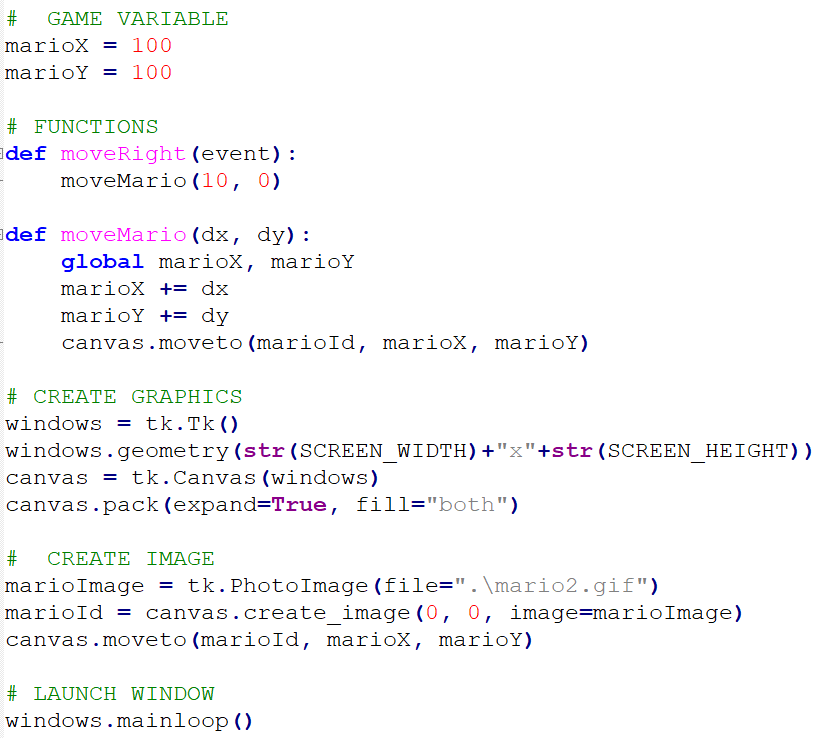 #  GAME VARIABLE
marioX = 100
marioY = 100

# FUNCTIONS
def moveRight(event):
    moveMario(10, 0)

def moveMario(dx, dy):
    global marioX, marioY
    marioX += dx
    marioY += dy
    canvas.moveto(marioId, marioX, marioY)

# CREATE GRAPHICS
windows = tk.Tk()
windows.geometry(str(SCREEN_WIDTH)+"x"+str(SCREEN_HEIGHT))
canvas = tk.Canvas(windows)
canvas.pack(expand=True, fill="both")

#  CREATE IMAGE
marioImage = tk.PhotoImage(file=".\mario2.gif")
marioId = canvas.create_image(0, 0, image=marioImage)
canvas.moveto(marioId, marioX, marioY)

# LAUNCH WINDOW
windows.mainloop()